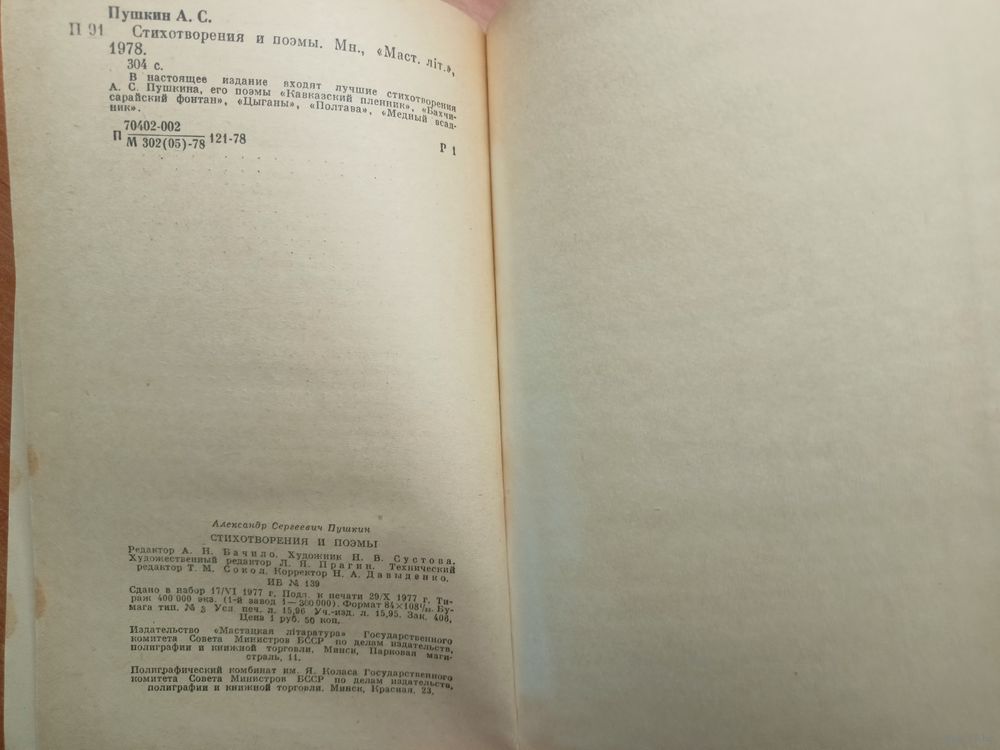 Пушкин А. С.
П 91 Стихотворения и поэмы. Мн., «Маст. літ.»,
1978.
304 с.
В настоящее издание входят лучшие стихотворения
А. С. Пушкина, его поэмы «Кавказский пленник», «Бахчи-
сарайский фонтан», «Цыганы», «Полтава», «Медный всад-
ник».
70402-002
П 121-78
М 302(05)-78
Р 1
Александр Сергеевич Пушкин
СТИХОТВОРЕНИЯ И ПОЭМЫ
Редактор А. Н. Бачило. Художник Н. В. Сустова.
Художественный редактор Л. Я. Прагин. Технический
редактор Т. М. Сокол. Корректор Н. А. Давыденко.
ИБ № 139
Сдано в набор 17/VI 1977 г. Подп. к печати 29/X 1977 г. Ти-
раж 400 000 экз. (1-й завод 1—380 000). Формат 84×108 1/32. Бу-
мага тип. № 3 Усл. печ. л. 15,96 Уч.-изд. л. 15,95. Зак. 408.
Цена 1 руб. 50 коп.
Издательство «Мастацкая літаратура» Государственного
комитета Совета Министров БССР по делам издательств,
полиграфии и книжной торговли. Минск, Парковая маги-
страль, 11.
Полиграфический комбинат им. Я. Коласа Государственного
комитета Совета Министров БССР по делам издательств,
полиграфии и книжной торговли. Минск, Красная, 23.